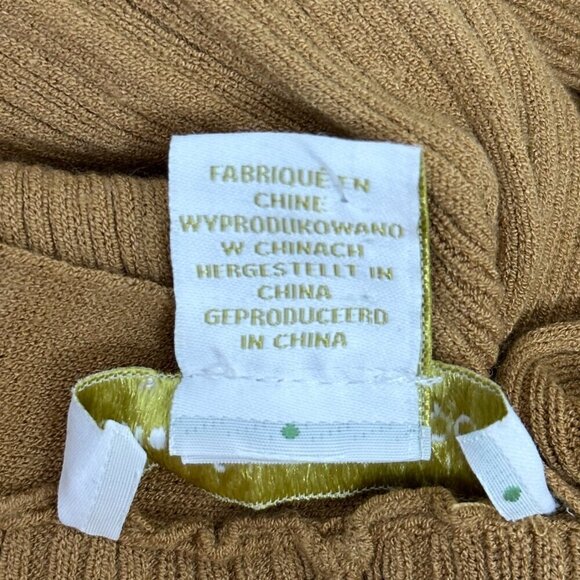 FABRIQUÉ EN
CHINE
WYPRODUKOWANO
W CHINACH
HERGESTELLT IN
CHINA
GEPRODUCEERD
IN CHINA